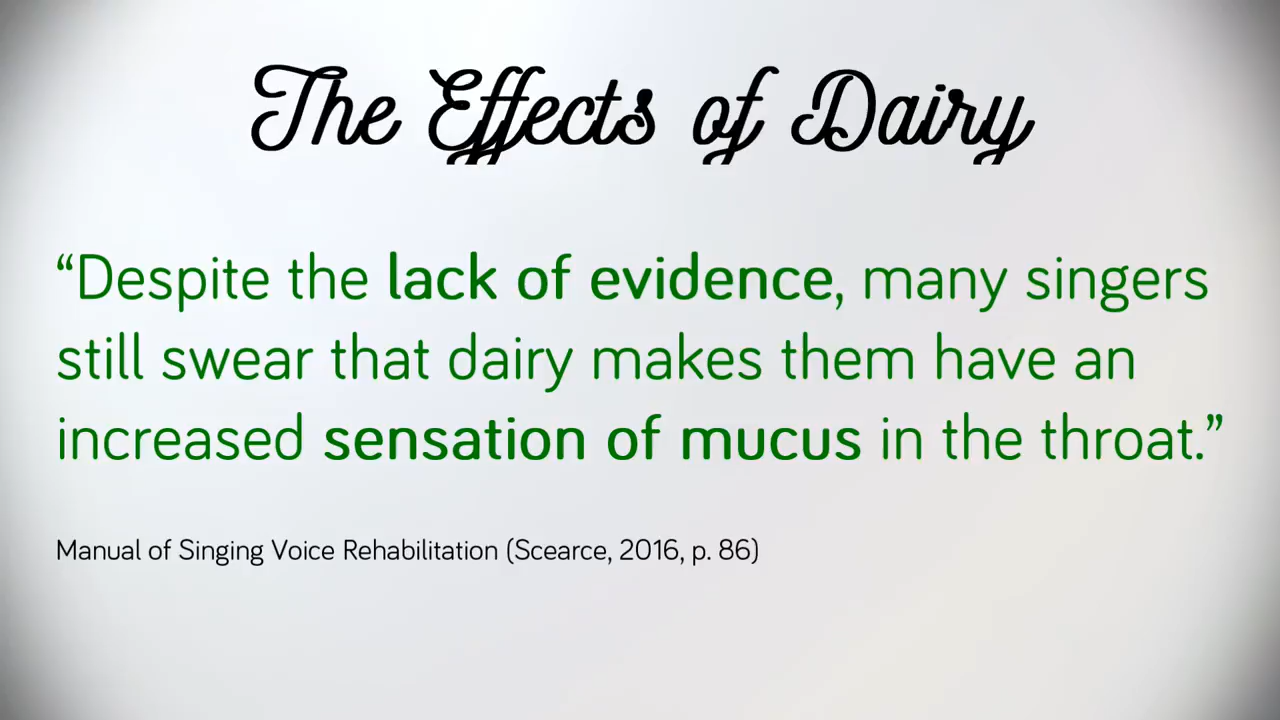 The Effects of Dairy
“Despite the lack of evidence, many singers
still swear that dairy makes them have an
increased sensation of mucus in the throat.”
Manual of Singing Voice Rehabilitation (Scearce, 2016, p. 86)